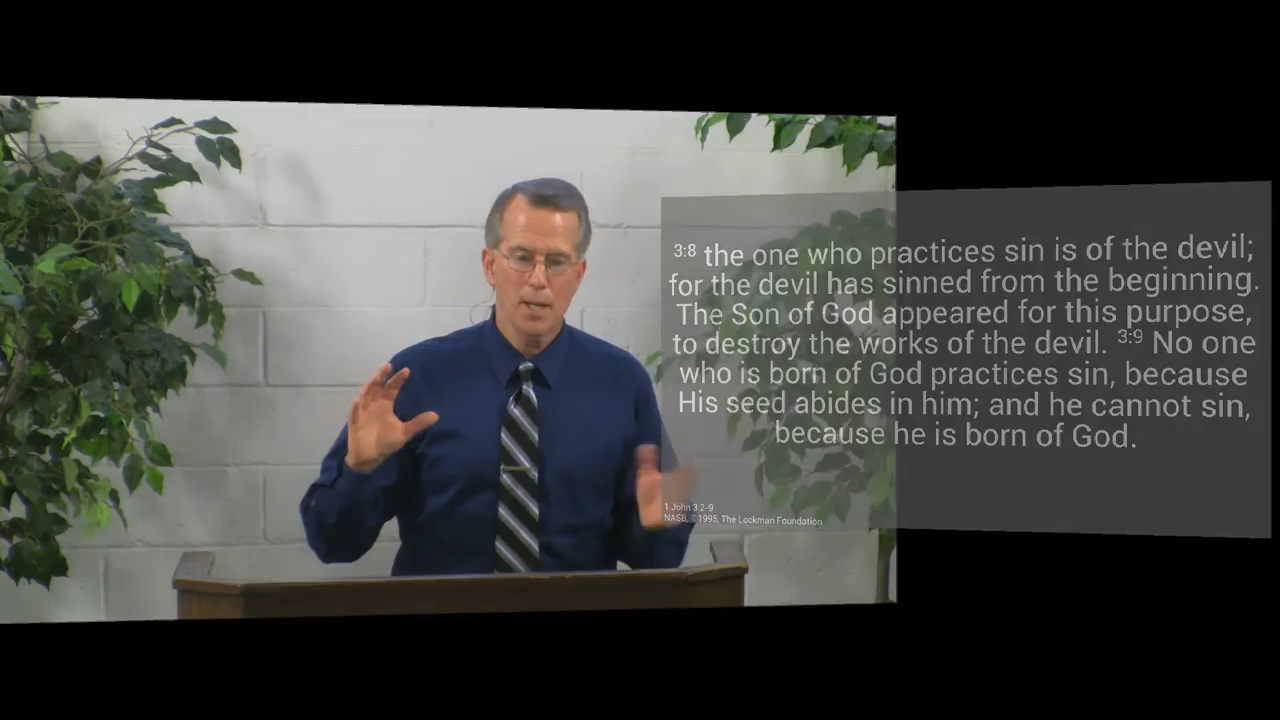 3:8 the one who practices sin is of the devil;
for the devil has sinned from the beginning.
The Son of God appeared for this purpose,
to destroy the works of the devil. 3:9 No one
who is born of God practices sin, because
His seed abides in him; and he cannot sin,
because he is born of God.
1 John 3:2-9
NASB, ©1995, The Lockman Foundation